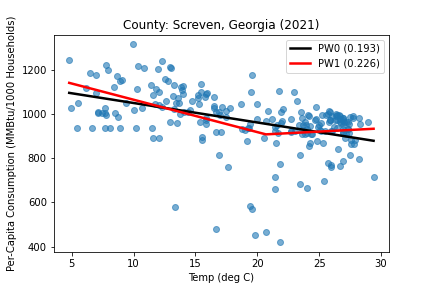 County: Screven, Georgia (2021)
Per-Capita Consumption (MMBtu/1000 Households)
1200
1000
800
600
400
PW0 (0.193)
PW1 (0.226)
5 10 15 20 25 30
Temp (deg C)